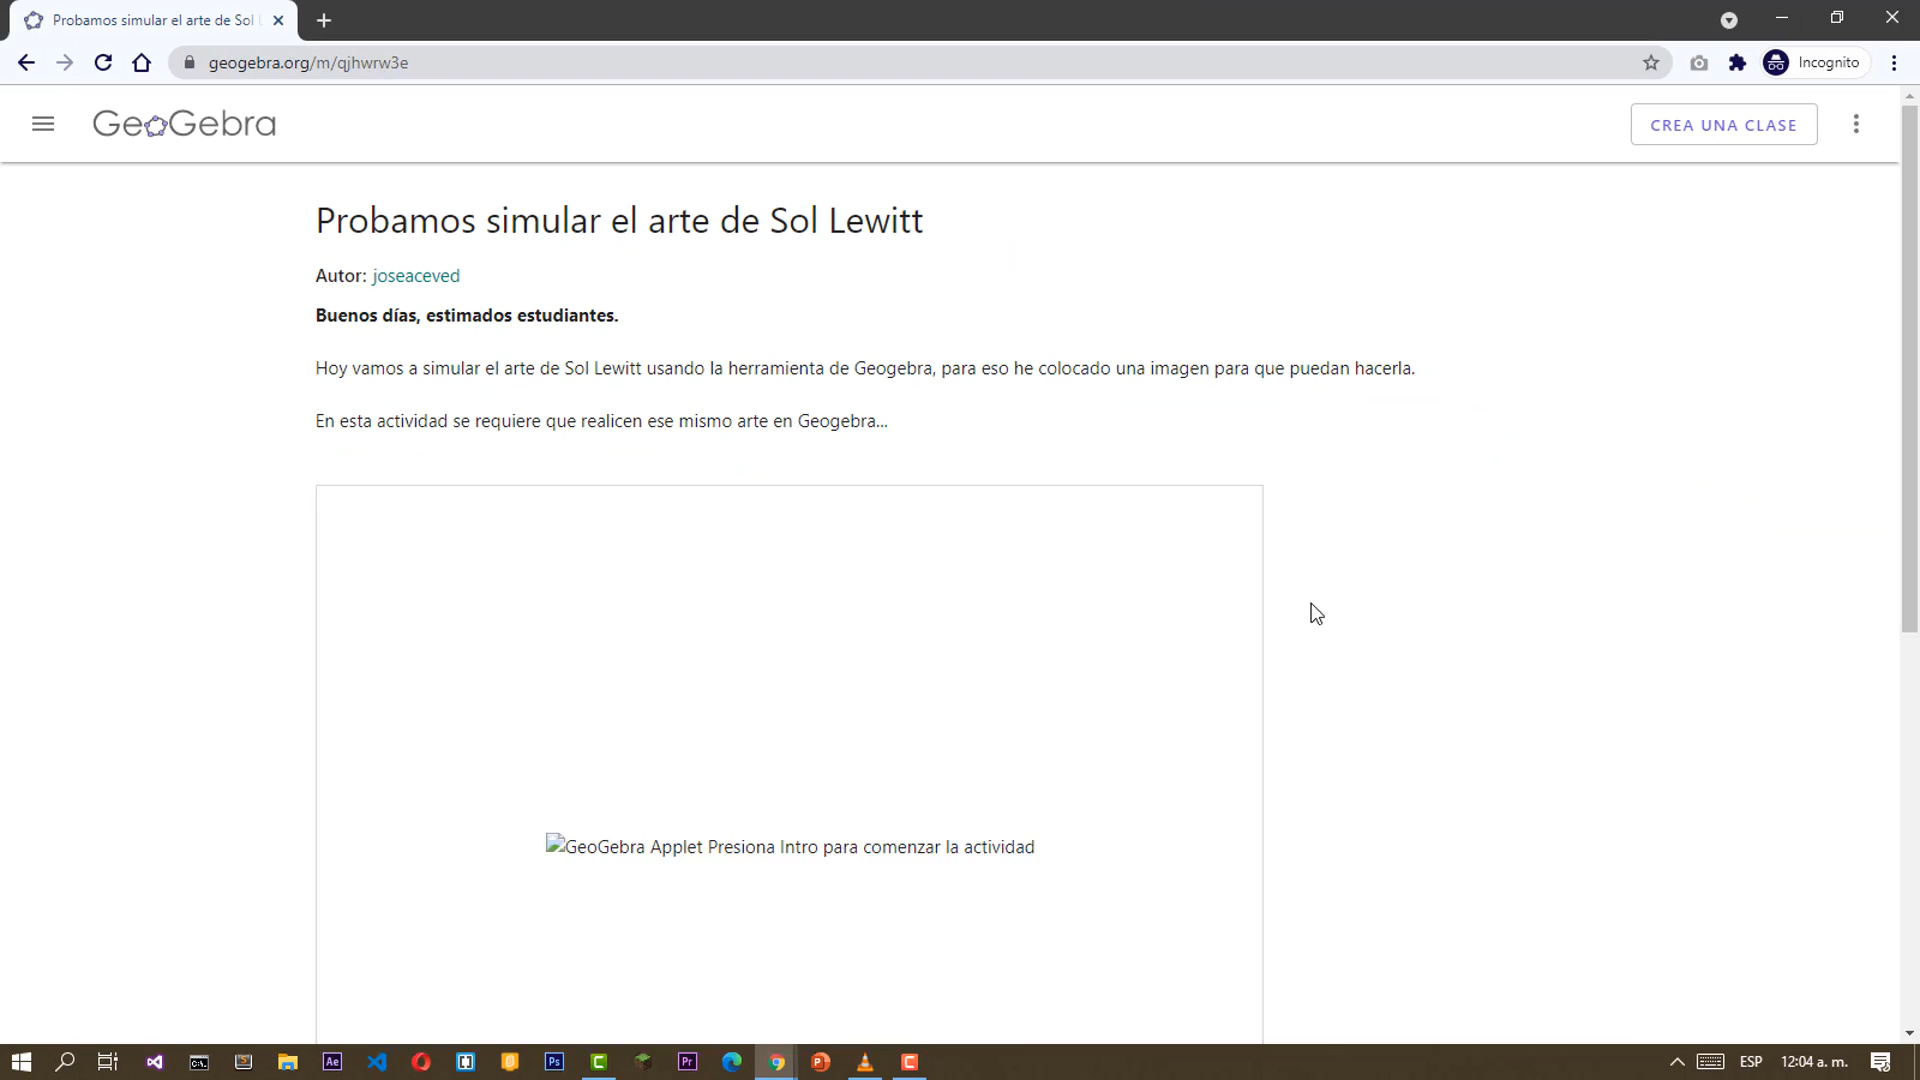 Probamos simular el arte de Sol L
geogebra.org/m/qjhwrw3e
Incognito
GeoGebra
CREA UNA CLASE
Probamos simular el arte de Sol Lewitt
Autor: joseaceved
Buenos días, estimados estudiantes.
Hoy vamos a simular el arte de Sol Lewitt usando la herramienta de Geogebra, para eso he colocado una imagen para que puedan hacerla.
En esta actividad se requiere que realicen ese mismo arte en Geogebra...
GeoGebra Applet Presiona Intro para comenzar la actividad
Ae
Ps
Pr
ESP
12:04 a. m.